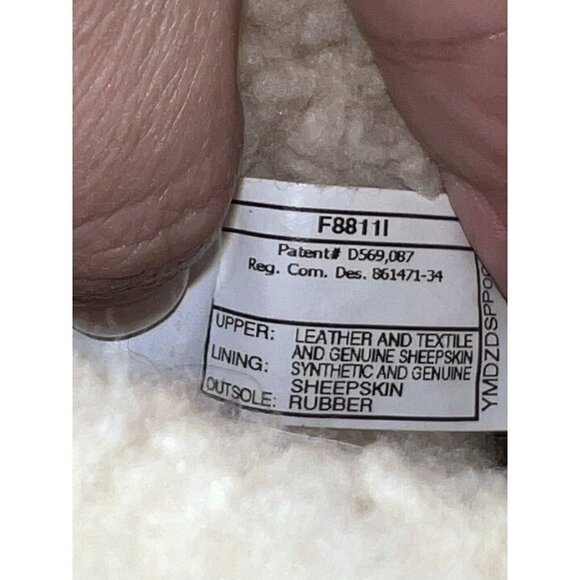 F8811I
Patent# D569,087
Reg. Com. Des. 861471-34
UPPER: LEATHER AND TEXTILE
AND GENUINE SHEEPSKIN
LINING: SYNTHETIC AND GENUINE
SHEEPSKIN
OUTSOLE: RUBBER